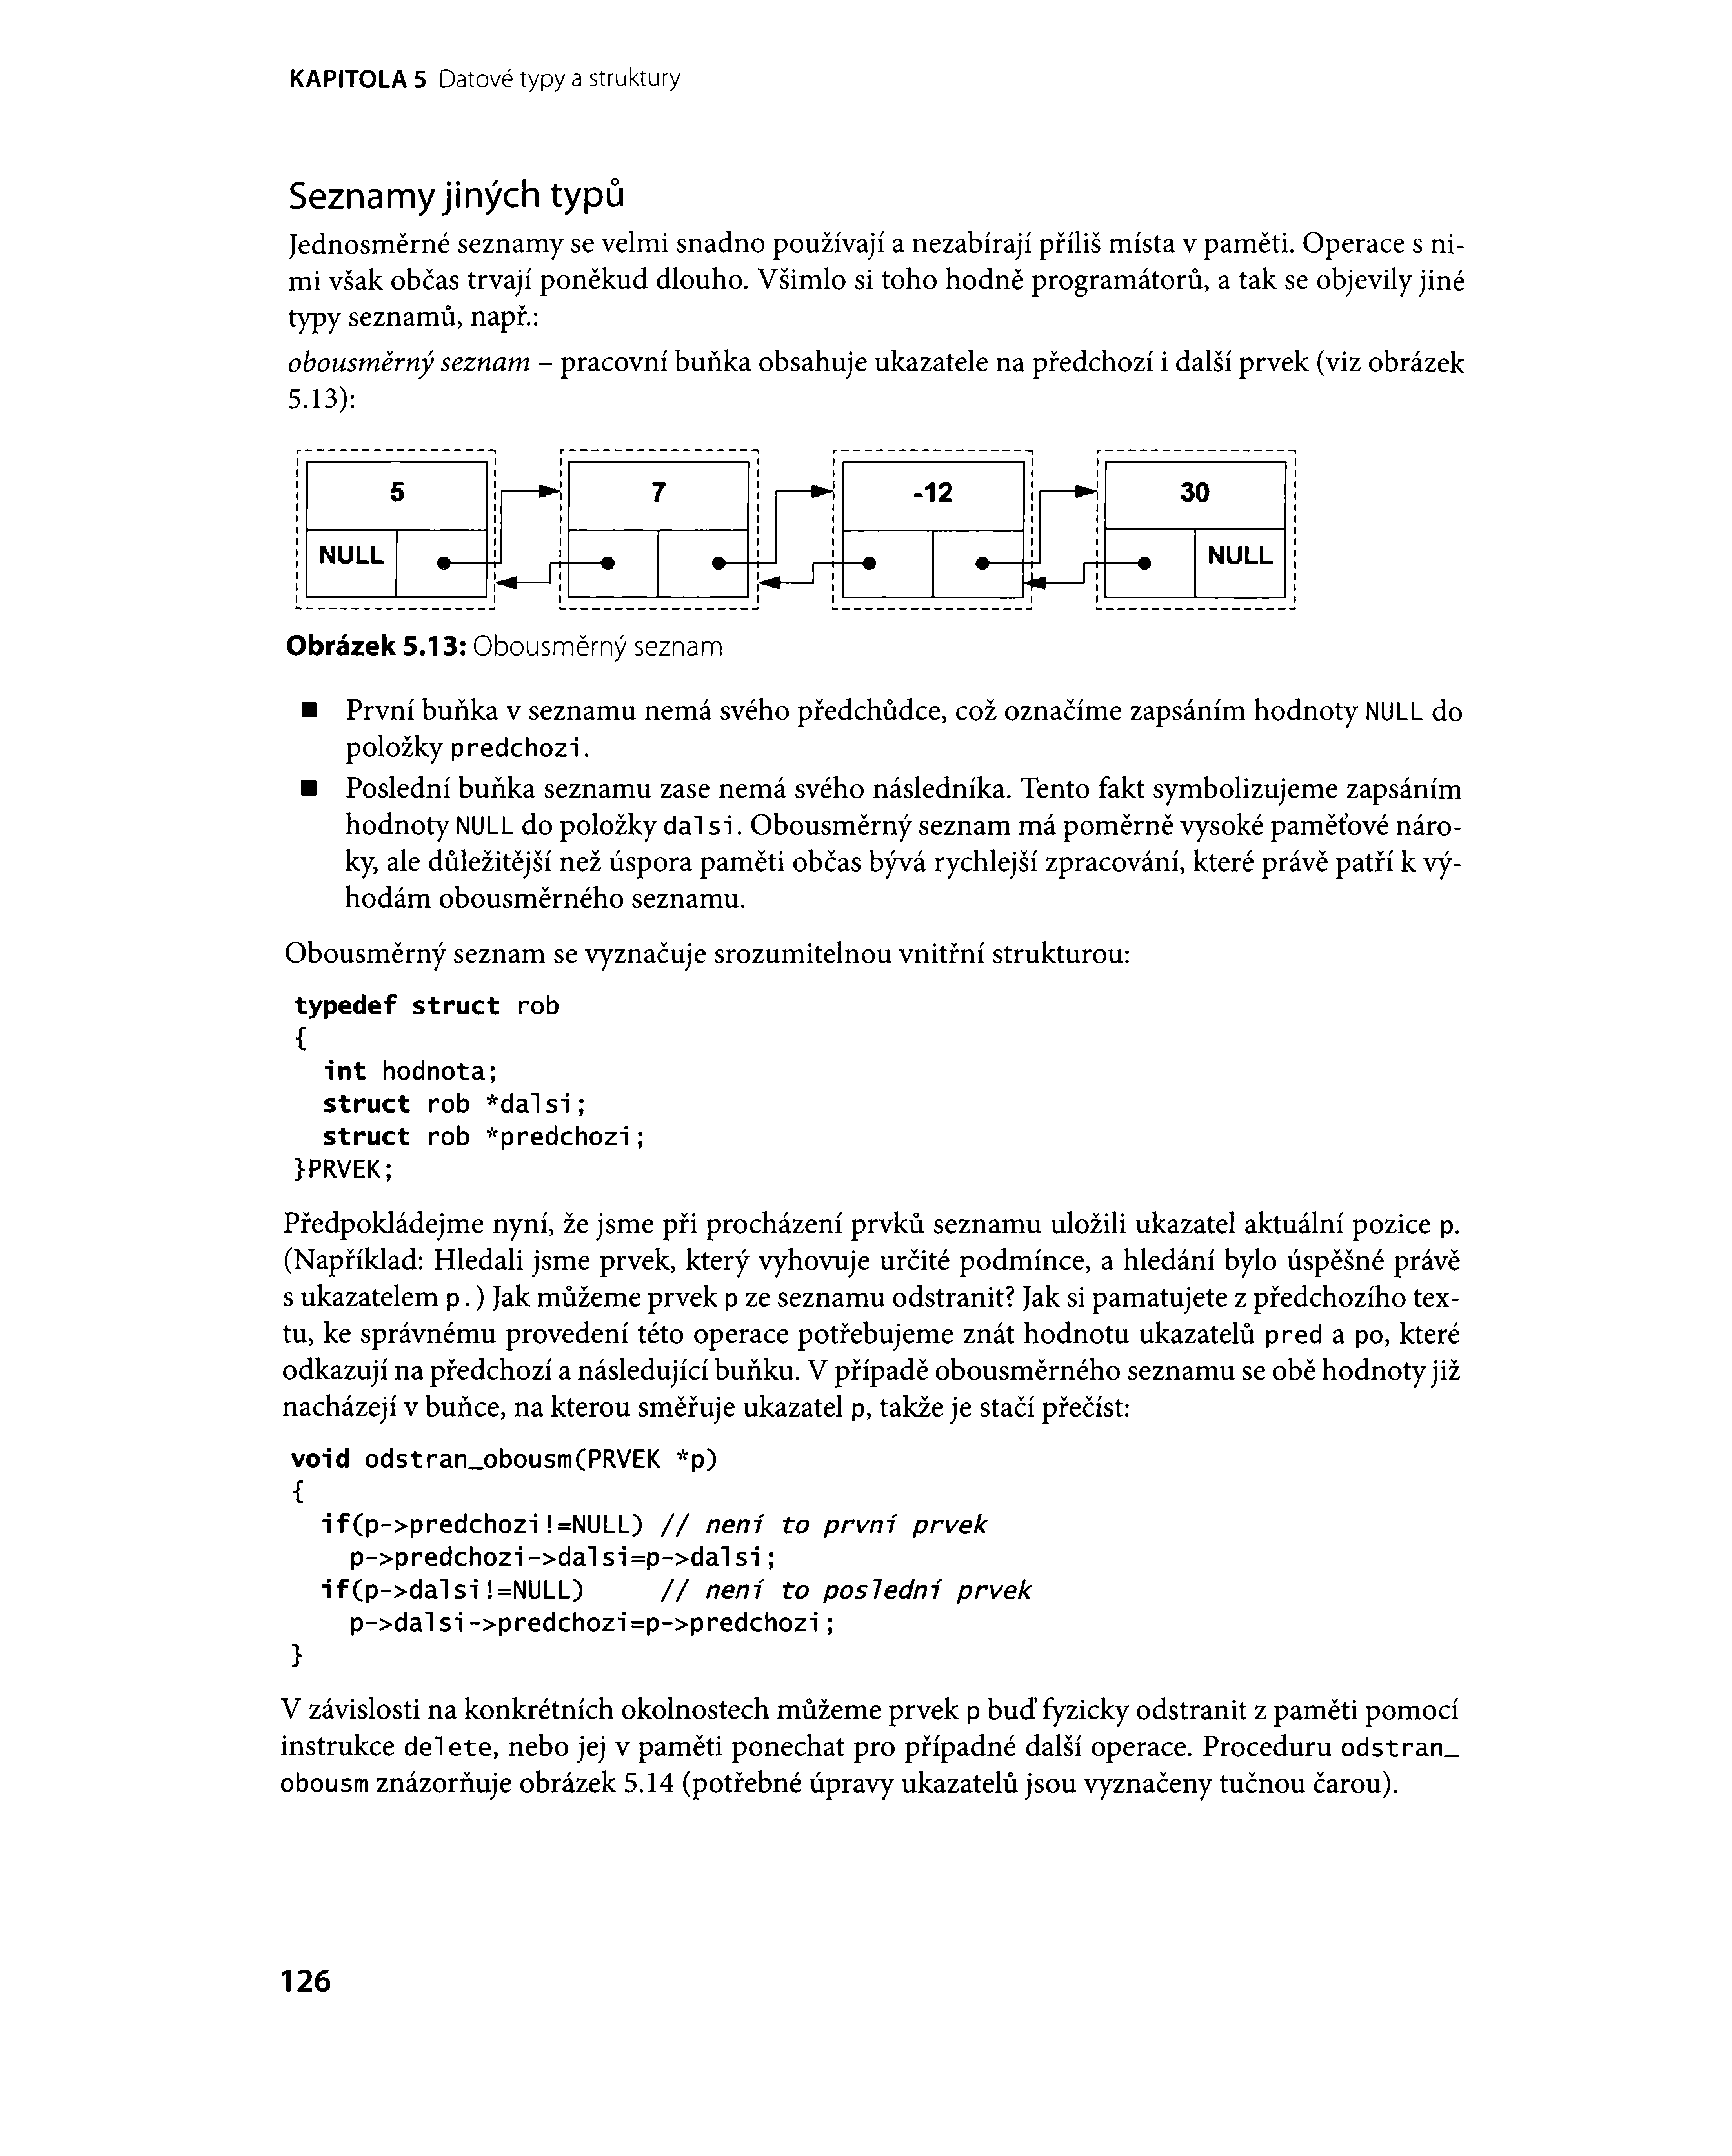 KAPITOLA 5 Datové typy a struktury
Seznamy jiných typů
Jednosměrné seznamy se velmi snadno používají a nezabírají příliš místa v paměti. Operace s ni-
mi však občas trvají poněkud dlouho. Všimlo si toho hodně programátorů, a tak se objevily jiné
typy seznamů, např.:
obousměrný seznam – pracovní buňka obsahuje ukazatele na předchozí i další prvek (viz obrázek
5.13):
5 7 -12 30
NULL NULL
Obrázek 5.13: Obousměrný seznam
■ První buňka v seznamu nemá svého předchůdce, což označíme zapsáním hodnoty NULL do
položky predchozi.
■ Poslední buňka seznamu zase nemá svého následníka. Tento fakt symbolizujeme zapsáním
hodnoty NULL do položky dalsi. Obousměrný seznam má poměrně vysoké paměťové náro-
ky, ale důležitější než úspora paměti občas bývá rychlejší zpracování, které právě patří k vý-
hodám obousměrného seznamu.
Obousměrný seznam se vyznačuje srozumitelnou vnitřní strukturou:
typedef struct rob
{
int hodnota;
struct rob *dalsi;
struct rob *predchozi;
}PRVEK;
Předpokládejme nyní, že jsme při procházení prvků seznamu uložili ukazatel aktuální pozice p.
(Například: Hledali jsme prvek, který vyhovuje určité podmínce, a hledání bylo úspěšné právě
s ukazatelem p.) Jak můžeme prvek p ze seznamu odstranit? Jak si pamatujete z předchozího tex-
tu, ke správnému provedení této operace potřebujeme znát hodnotu ukazatelů pred a po, které
odkazují na předchozí a následující buňku. V případě obousměrného seznamu se obě hodnoty již
nacházejí v buňce, na kterou směřuje ukazatel p, takže je stačí přečíst:
void odstran_obousm(PRVEK *p)
{
if(p->predchozi!=NULL) // není to první prvek
p->predchozi->dalsi=p->dalsi;
if(p->dalsi!=NULL) // není to poslední prvek
p->dalsi->predchozi=p->predchozi;
}
V závislosti na konkrétních okolnostech můžeme prvek p buď fyzicky odstranit z paměti pomocí
instrukce delete, nebo jej v paměti ponechat pro případné další operace. Proceduru odstran_
obousm znázorňuje obrázek 5.14 (potřebné úpravy ukazatelů jsou vyznačeny tučnou čarou).
126